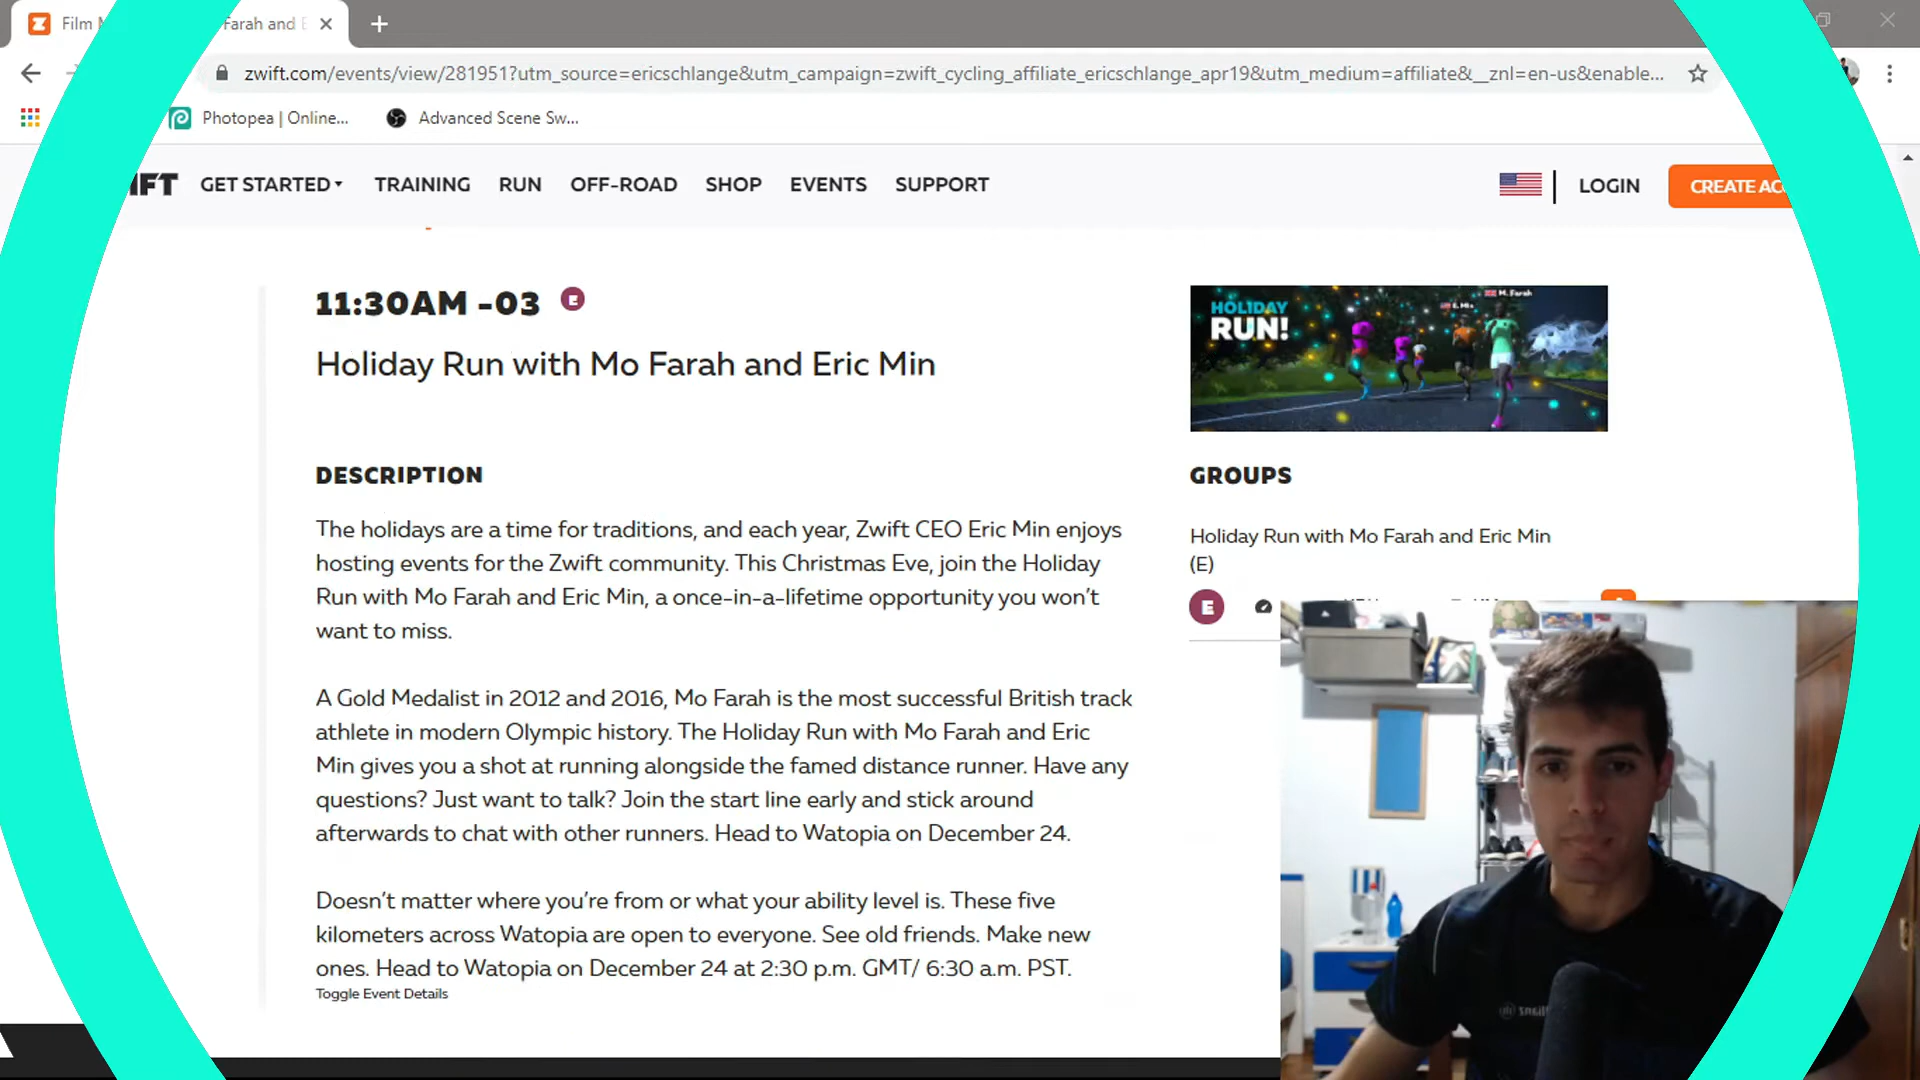 Film
Farah and E
zwift.com/events/view/281951?utm_source=ericschlange&utm_campaign=zwift_cycling_affiliate_ericschlange_apr19&utm_medium=affiliate&__znl=en-us&enable...
Photopea | Online... Advanced Scene Sw...
IFT GET STARTED TRAINING RUN OFF-ROAD SHOP EVENTS SUPPORT LOGIN CREATE ACC
11:30AM -03 E
Holiday Run with Mo Farah and Eric Min
HOLIDAY
RUN!
E. Min
M. Farah
DESCRIPTION
The holidays are a time for traditions, and each year, Zwift CEO Eric Min enjoys
hosting events for the Zwift community. This Christmas Eve, join the Holiday
Run with Mo Farah and Eric Min, a once-in-a-lifetime opportunity you won't
want to miss.
A Gold Medalist in 2012 and 2016, Mo Farah is the most successful British track
athlete in modern Olympic history. The Holiday Run with Mo Farah and Eric
Min gives you a shot at running alongside the famed distance runner. Have any
questions? Just want to talk? Join the start line early and stick around
afterwards to chat with other runners. Head to Watopia on December 24.
Doesn't matter where you're from or what your ability level is. These five
kilometers across Watopia are open to everyone. See old friends. Make new
ones. Head to Watopia on December 24 at 2:30 p.m. GMT/ 6:30 a.m. PST.
Toggle Event Details
GROUPS
Holiday Run with Mo Farah and Eric Min
(E)
E